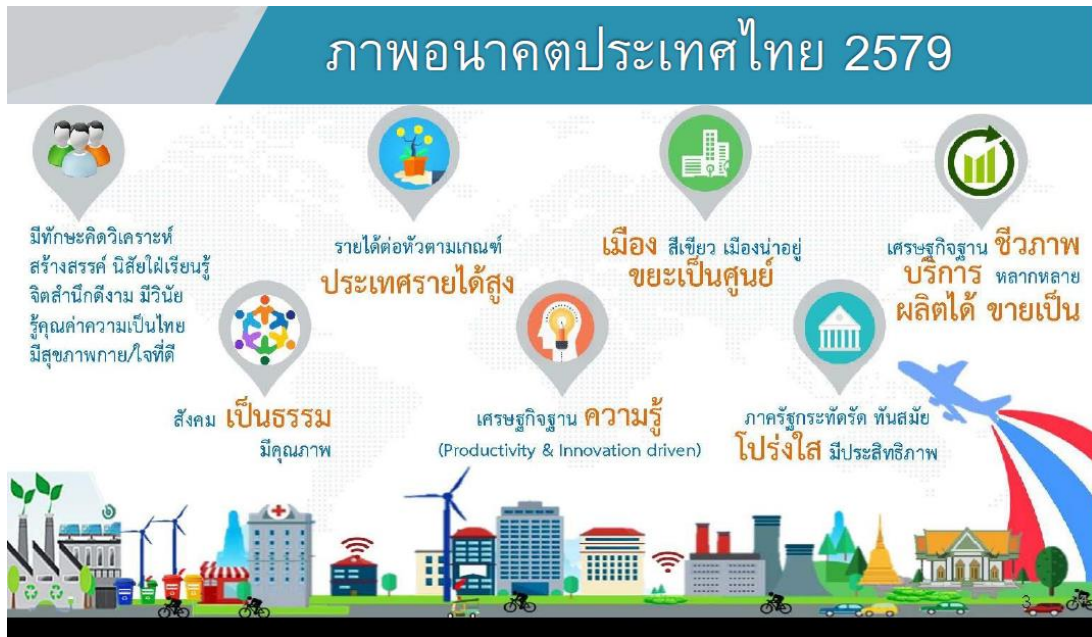 ภาพอนาคตประเทศไทย 2579
มีทักษะคิดวิเคราะห์
สร้างสรรค์ นิสัยใฝ่เรียนรู้
จิตสำนึกดีงาม มีวินัย
รู้คุณค่าความเป็นไทย
มีสุขภาพกาย/ใจที่ดี
สังคม เป็นธรรม
มีคุณภาพ
รายได้ต่อหัวตามเกณฑ์
ประเทศรายได้สูง
เศรษฐกิจฐาน ความรู้
(Productivity & Innovation driven)
เมือง สีเขียว เมืองน่าอยู่
ขยะเป็นศูนย์
ภาครัฐกระทัดรัด ทันสมัย
โปร่งใส มีประสิทธิภาพ
เศรษฐกิจฐาน ชีวภาพ
บริการ หลากหลาย
ผลิตได้ ขายเป็น
3